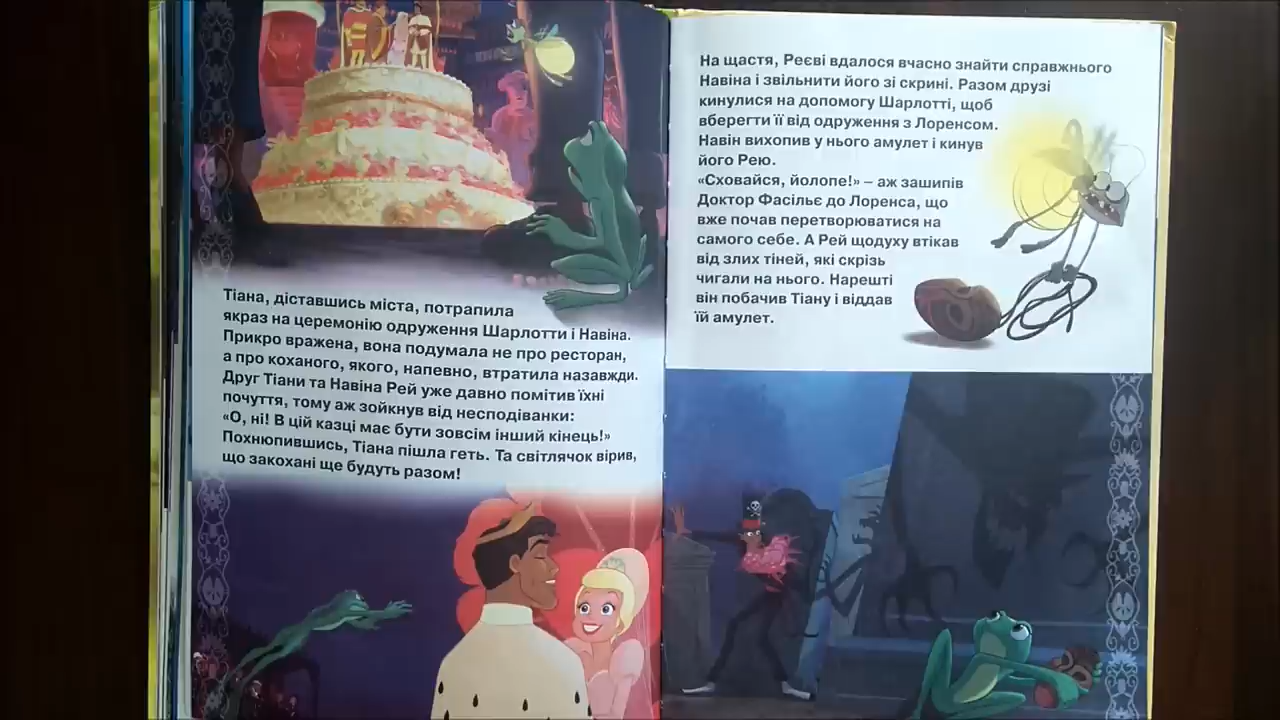 Тіана, діставшись міста, потрапила
якраз на церемонію одруження Шарлотти і Навіна.
Прикро вражена, вона подумала не про ресторан,
а про коханого, якого, напевно, втратила назавжди.
Друг Тіани та Навіна Рей уже давно помітив їхні
почуття, тому аж зойкнув від несподіванки:
«О, ні! В цій казці має бути зовсім інший кінець!»
Похнюпившись, Тіана пішла геть. Та світлячок вірив,
що закохані ще будуть разом!
На щастя, Реєві вдалося вчасно знайти справжнього
Навіна і звільнити його зі скрині. Разом друзі
кинулися на допомогу Шарлотті, щоб
вберегти її від одруження з Лоренсом.
Навін вихопив у нього амулет і кинув
його Рею.
«Сховайся, йолопе!» – аж зашипів
Доктор Фасільє до Лоренса, що
вже почав перетворюватися на
самого себе. А Рей щодуху втікав
від злих тіней, які скрізь
чигали на нього. Нарешті
він побачив Тіану і віддав
їй амулет.